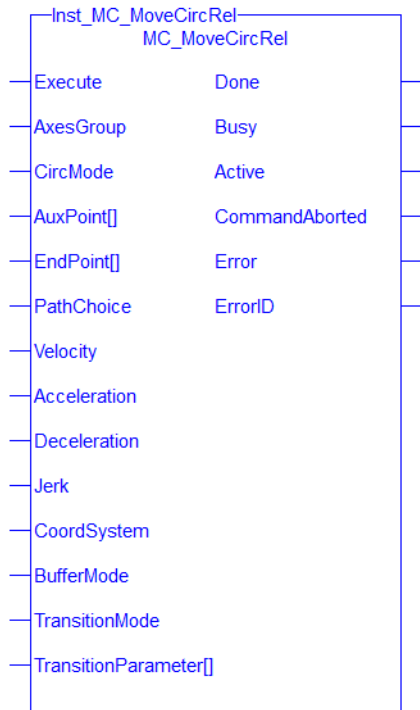 Inst_MC_MoveCircRel
MC_MoveCircRel
Execute Done
AxesGroup Busy
CircMode Active
AuxPoint[] CommandAborted
EndPoint[] Error
PathChoice ErrorID
Velocity
Acceleration
Deceleration
Jerk
CoordSystem
BufferMode
TransitionMode
TransitionParameter[]